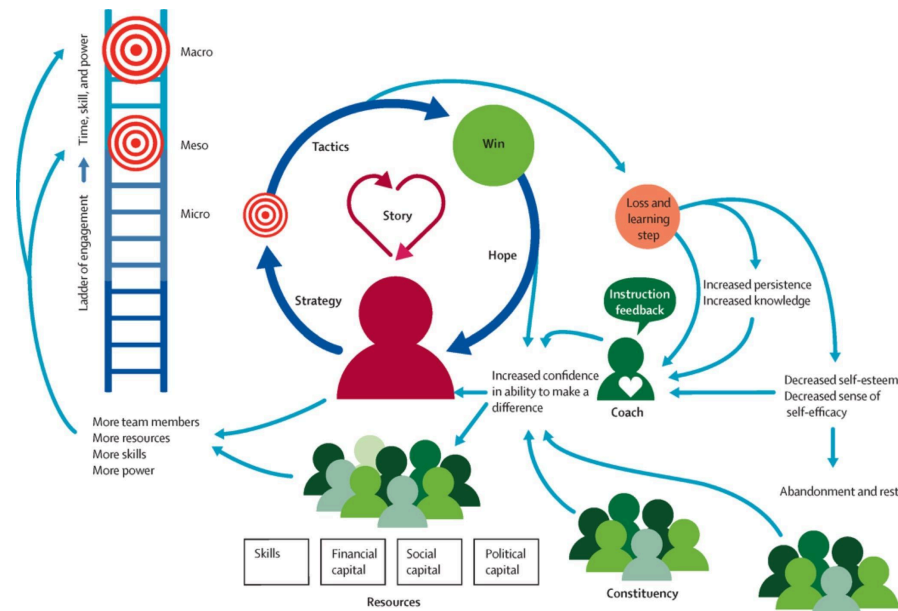 Macro
Meso
Micro
Time, skill, and power
Ladder of engagement
Tactics
Win
Story
Strategy
Hope
Loss and
learning
step
Increased persistence
Increased knowledge
Instruction
feedback
Increased confidence
in ability to make a
difference
Coach
Decreased self-esteem
Decreased sense of
self-efficacy
Abandonment and rest
More team members
More resources
More skills
More power
Skills
Financial
capital
Social
capital
Political
capital
Resources
Constituency